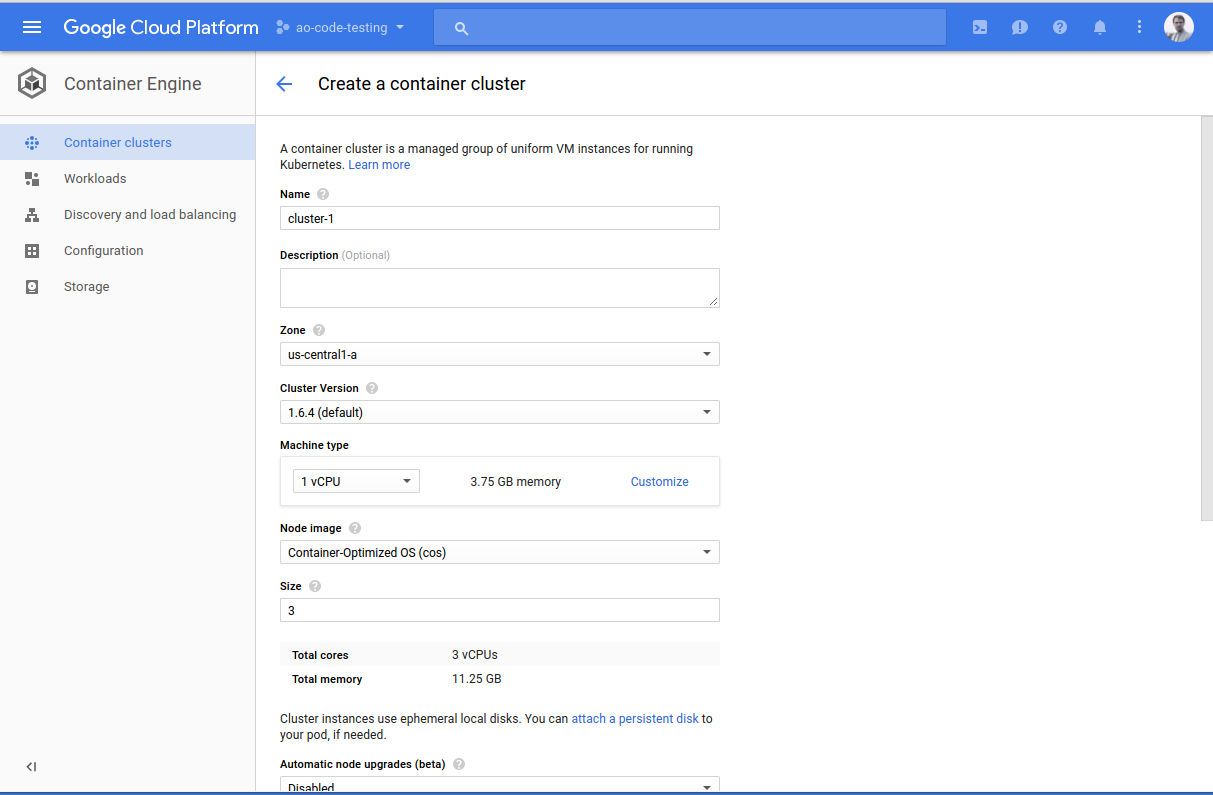 Google Cloud Platform
ao-code-testing
Container Engine
Create a container cluster
Container clusters
Workloads
Discovery and load balancing
Configuration
Storage
A container cluster is a managed group of uniform VM instances for running
Kubernetes. Learn more
Name ?
cluster-1
Description (Optional)
Zone ?
us-central1-a
Cluster Version ?
1.6.4 (default)
Machine type
1 vCPU 3.75 GB memory Customize
Node image ?
Container-Optimized OS (cos)
Size ?
3
Total cores 3 vCPUs
Total memory 11.25 GB
Cluster instances use ephemeral local disks. You can attach a persistent disk to
your pod, if needed.
Automatic node upgrades (beta) ?
Disabled